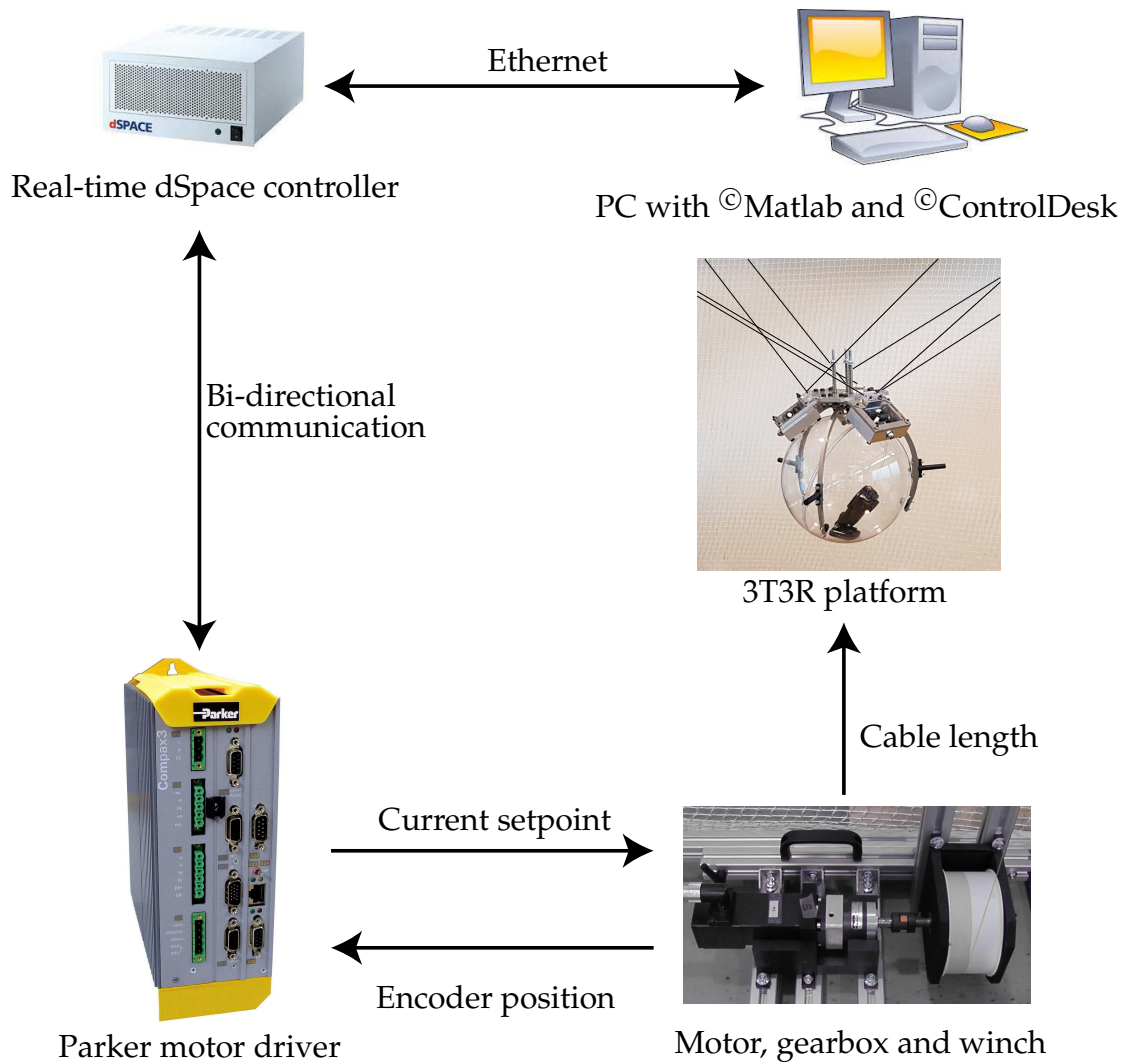 Ethernet
dSPACE
Real-time dSpace controller
PC with ©Matlab and ©ControlDesk
Bi-directional
communication
3T3R platform
Parker
Compax3
Cable length
Current setpoint
Encoder position
Parker motor driver
Motor, gearbox and winch